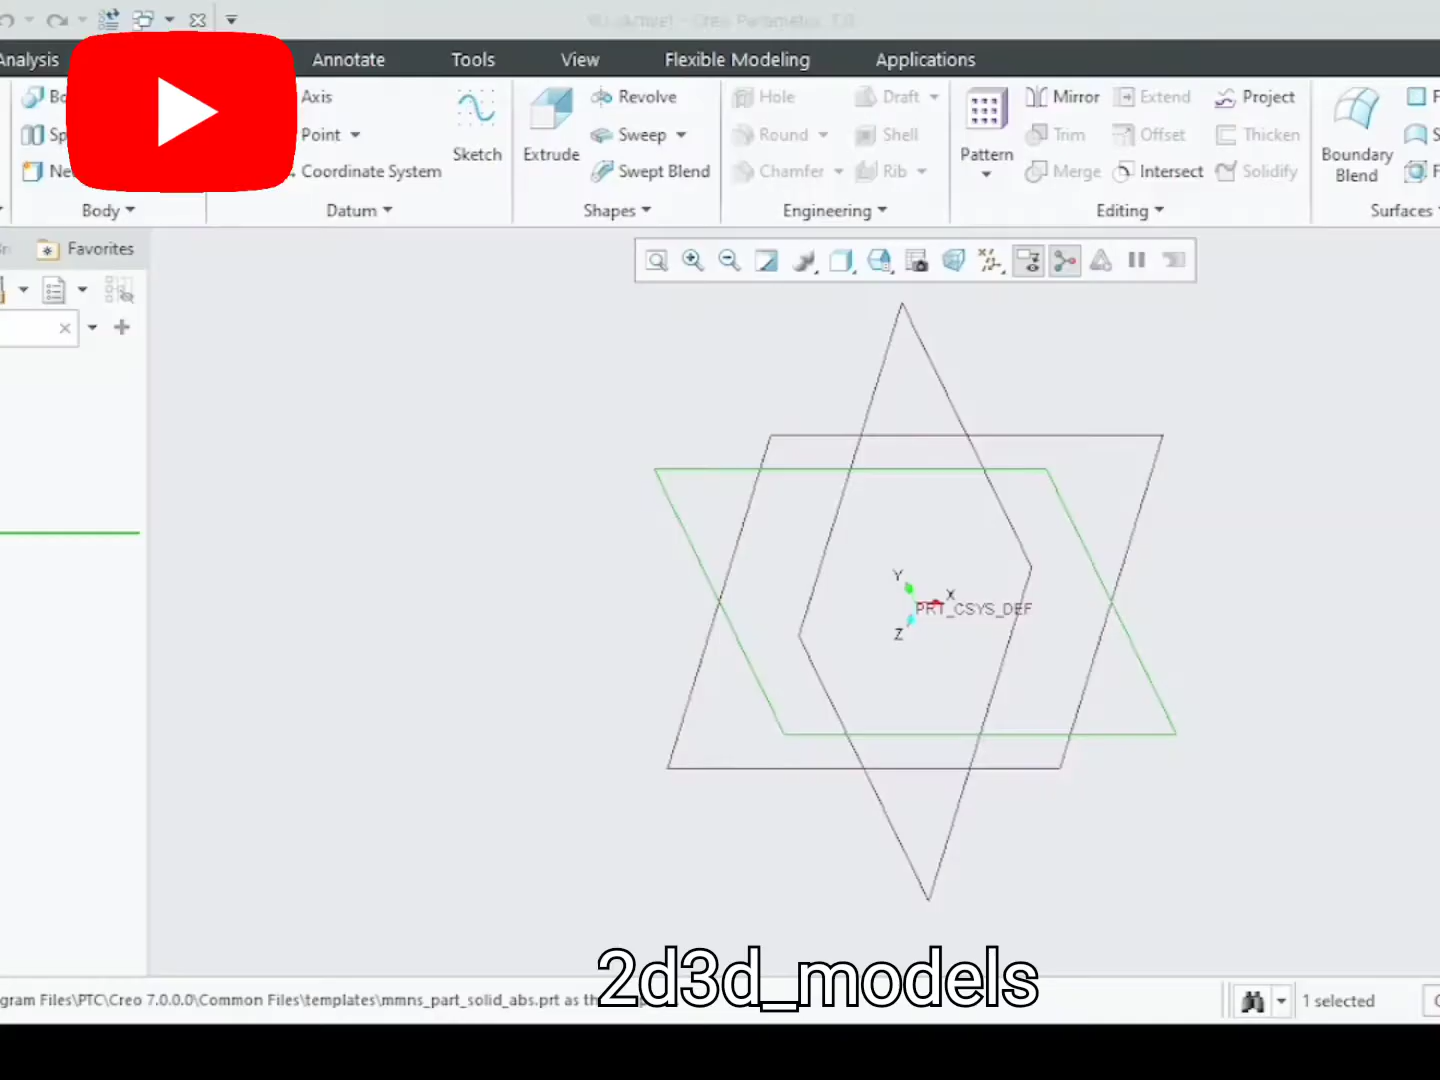 Analysis Annotate Tools View Flexible Modeling Applications
Axis Revolve Hole Draft Mirror Extend Project
Point Sweep Round Shell Trim Offset Thicken
Sketch Extrude Pattern Boundary Blend
Coordinate System Swept Blend Chamfer Rib Merge Intersect Solidify
Body Datum Shapes Engineering Editing Surfaces
Favorites
Y
X
PRT_CSYS_DEF
Z
2d3d_models
gram Files\PTC\Creo 7.0.0.0\Common Files\templates\mmns_part_solid_abs.prt as th
1 selected